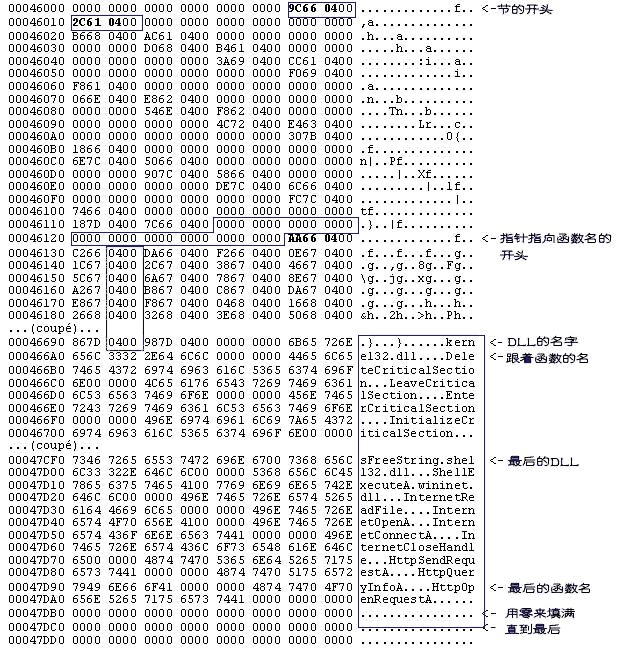 00046000 0000 0000 0000 0000 0000 0000 9C66 0400 .............f.. <-节的开头
00046010 2C61 0400 0000 0000 0000 0000 0000 0000 ,a..............
00046020 B668 0400 AC61 0400 0000 0000 0000 0000 .h...a..........
00046030 0000 0000 D068 0400 B461 0400 0000 0000 .....h...a......
00046040 0000 0000 0000 0000 3A69 0400 CC61 0400 ........:i...a..
00046050 0000 0000 0000 0000 0000 0000 F069 0400 .............i..
00046060 F861 0400 0000 0000 0000 0000 0000 0000 .a..............
00046070 066E 0400 E862 0400 0000 0000 0000 0000 .n...b..........
00046080 0000 0000 546E 0400 F862 0400 0000 0000 ....Tn...b......
00046090 0000 0000 0000 0000 4C72 0400 E463 0400 ........Lr...c..
000460A0 0000 0000 0000 0000 0000 0000 307B 0400 ............0{..
000460B0 1866 0400 0000 0000 0000 0000 0000 0000 .f..............
000460C0 6E7C 0400 5066 0400 0000 0000 0000 0000 n|..Pf..........
000460D0 0000 0000 907C 0400 5866 0400 0000 0000 .....|..Xf......
000460E0 0000 0000 0000 0000 DE7C 0400 6C66 0400 .........|..lf..
000460F0 0000 0000 0000 0000 0000 0000 FC7C 0400 .............|..
00046100 7466 0400 0000 0000 0000 0000 0000 0000 tf..............
00046110 187D 0400 7C66 0400 0000 0000 0000 0000 .}..|f..........
00046120 0000 0000 0000 0000 0000 0000 AA66 0400 .............f.. <-指针指向函数名的
开头
00046130 C266 0400 DA66 0400 F266 0400 0E67 0400 .f...f...f...g..
00046140 1C67 0400 2C67 0400 3867 0400 4667 0400 .g..,g..8g..Fg..
00046150 5C67 0400 6A67 0400 7867 0400 8E67 0400 \g..jg..xg...g..
00046160 A267 0400 B867 0400 C867 0400 DA67 0400 .g...g...g...g..
00046170 E867 0400 F867 0400 0468 0400 1668 0400 .g...g...h...h..
00046180 2668 0400 3268 0400 3E68 0400 5068 0400 &h..2h..>h..Ph..
...(coupé)...
00046690 867D 0400 987D 0400 0000 0000 6B65 726E .}...}......kern <- DLL的名字
000466A0 656C 3332 2E64 6C6C 0000 0000 4465 6C65 el32.dll....Dele <- 跟着函数的名
000466B0 7465 4372 6974 6963 616C 5365 6374 696F teCriticalSectio
000466C0 6E00 0000 4C65 6176 6543 7269 7469 6361 n...LeaveCritica
000466D0 6C53 6563 7469 6F6E 0000 0000 456E 7465 lSection....Ente
000466E0 7243 7269 7469 6361 6C53 6563 7469 6F6E rCriticalSection
000466F0 0000 0000 496E 6974 6961 6C69 7A65 4372 ....InitializeCr
00046700 6974 6963 616C 5365 6374 696F 6E00 0000 iticalSection...
...(coupé)...
00047CF0 7346 7265 6553 7472 696E 6700 7368 656C sFreeString.shel <- 最后的DLL
00047D00 6C33 322E 646C 6C00 0000 5368 656C 6C45 l32.dll...ShellE
00047D10 7865 6375 7465 4100 7769 6E69 6E65 742E xecuteA.wininet.
00047D20 646C 6C00 0000 496E 7465 726E 6574 5265 dll...InternetRe
00047D30 6164 4669 6C65 0000 0000 496E 7465 726E adFile....Intern
00047D40 6574 4F70 656E 4100 0000 496E 7465 726E etOpenA...Intern
00047D50 6574 436F 6E6E 6563 7441 0000 0000 496E etConnectA....In
00047D60 7465 726E 6574 436C 6F73 6548 616E 646C ternetCloseHandl
00047D70 6500 0000 4874 7470 5365 6E64 5265 7175 e...HttpSendRequ
00047D80 6573 7441 0000 0000 4874 7470 5175 6572 estA....HttpQuer
00047D90 7949 6E66 6F41 0000 0000 4874 7470 4F70 yInfoA....HttpOp <- 最后的函数名
00047DA0 656E 5265 7175 6573 7441 0000 0000 0000 enRequestA......
00047DB0 0000 0000 0000 0000 0000 0000 0000 0000 ................ <- 用零来填满
00047DC0 0000 0000 0000 0000 0000 0000 0000 0000 ................ <- 直到最后
00047DD0 0000 0000 0000 0000 0000 0000 0000 0000 ................